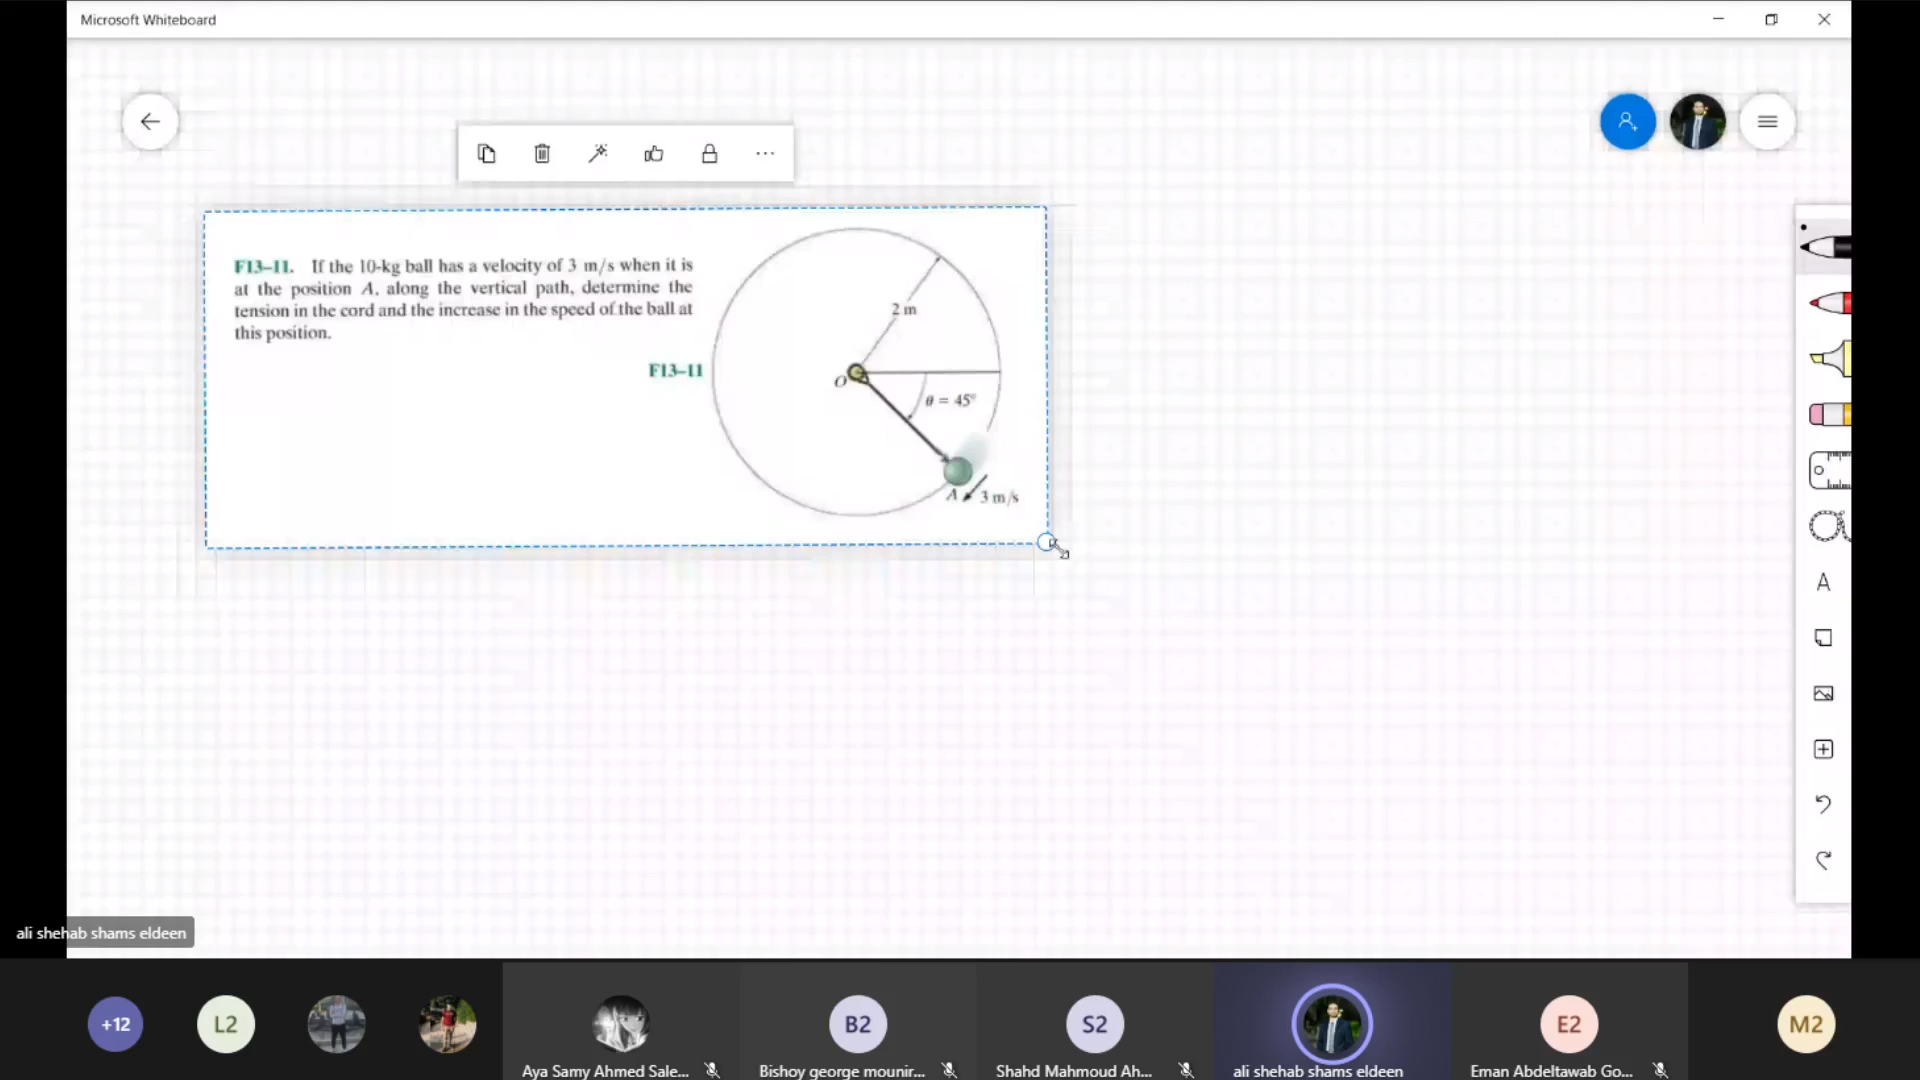 Microsoft Whiteboard
F13–11. If the 10-kg ball has a velocity of 3 m/s when it is
at the position A, along the vertical path, determine the
tension in the cord and the increase in the speed of the ball at
this position.
F13–11
2 m
O
θ = 45°
A
3 m/s
A
ali shehab shams eldeen
+12
L2
B2
S2
E2
M2
Aya Samy Ahmed Sale...
Bishoy george mounir...
Shahd Mahmoud Ah...
ali shehab shams eldeen
Eman Abdeltawab Go...